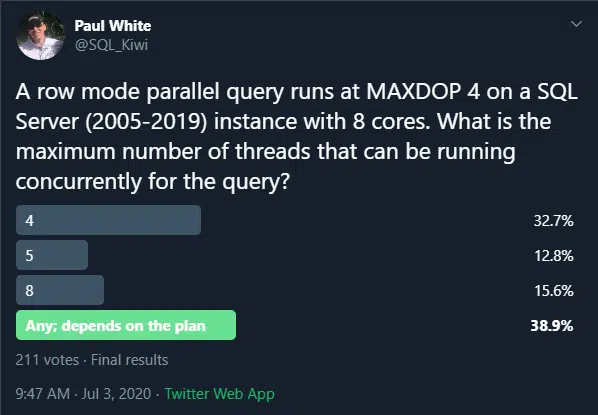 Paul White
@SQL_Kiwi
A row mode parallel query runs at MAXDOP 4 on a SQL
Server (2005-2019) instance with 8 cores. What is the
maximum number of threads that can be running
concurrently for the query?
4 32.7%
5 12.8%
8 15.6%
Any; depends on the plan 38.9%
211 votes · Final results
9:47 AM · Jul 3, 2020 · Twitter Web App